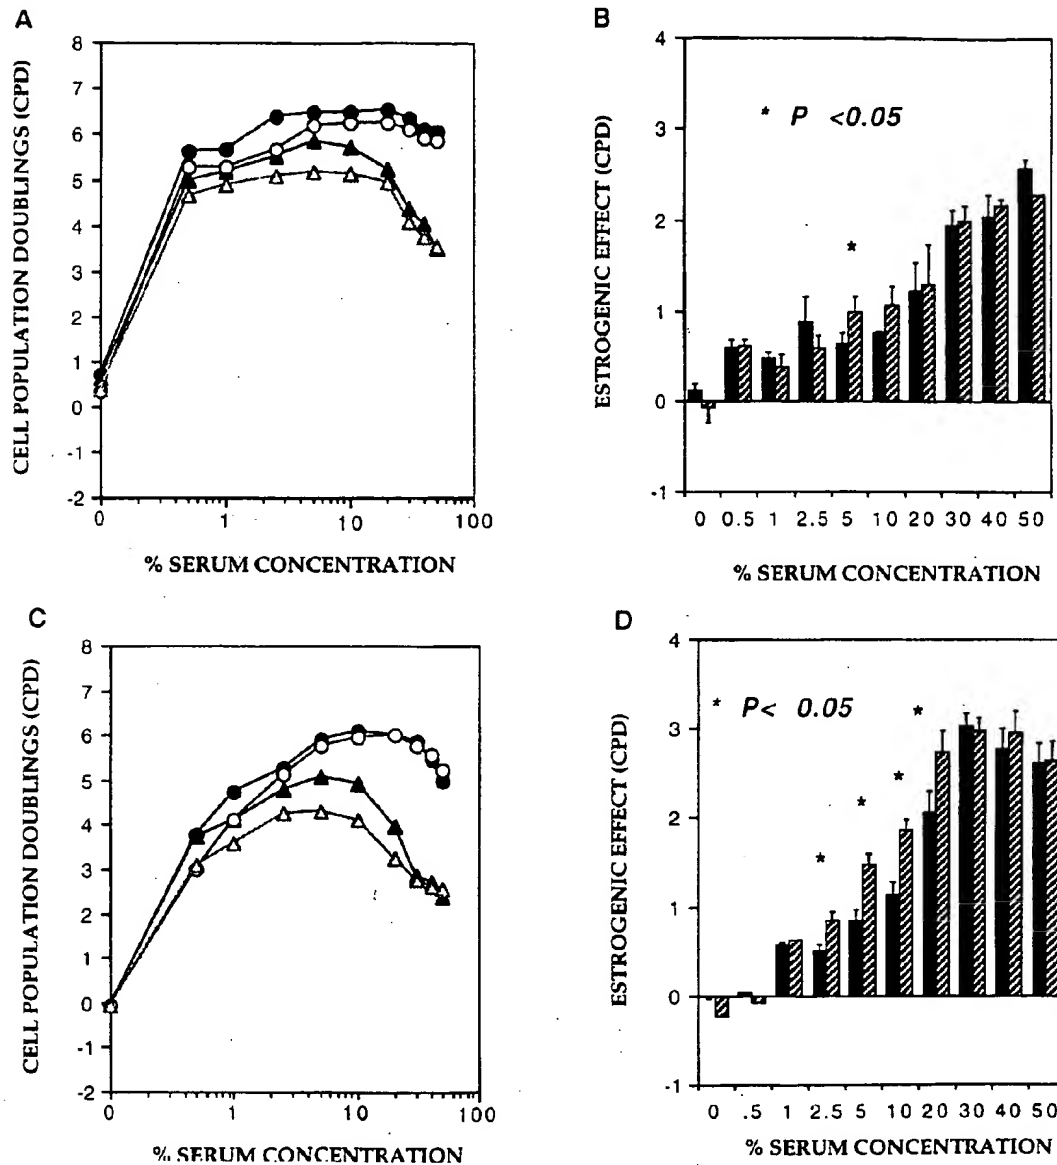 A
8
7
6
5
4
3
2
1
0
-1
-2
CELL POPULATION DOUBLINGS (CPD)
0 1 10 100
% SERUM CONCENTRATION
B
4
3
2
1
0
-1
ESTROGENIC EFFECT (CPD)
* P <0.05
*
0 0.5 1 2.5 5 10 20 30 40 50
% SERUM CONCENTRATION
C
8
7
6
5
4
3
2
1
0
-1
-2
CELL POPULATION DOUBLINGS (CPD)
0 1 10 100
% SERUM CONCENTRATION
D
4
3
2
1
0
-1
ESTROGENIC EFFECT (CPD)
* P< 0.05
* * * *
0 .5 1 2.5 5 10 20 30 40 50
% SERUM CONCENTRATION